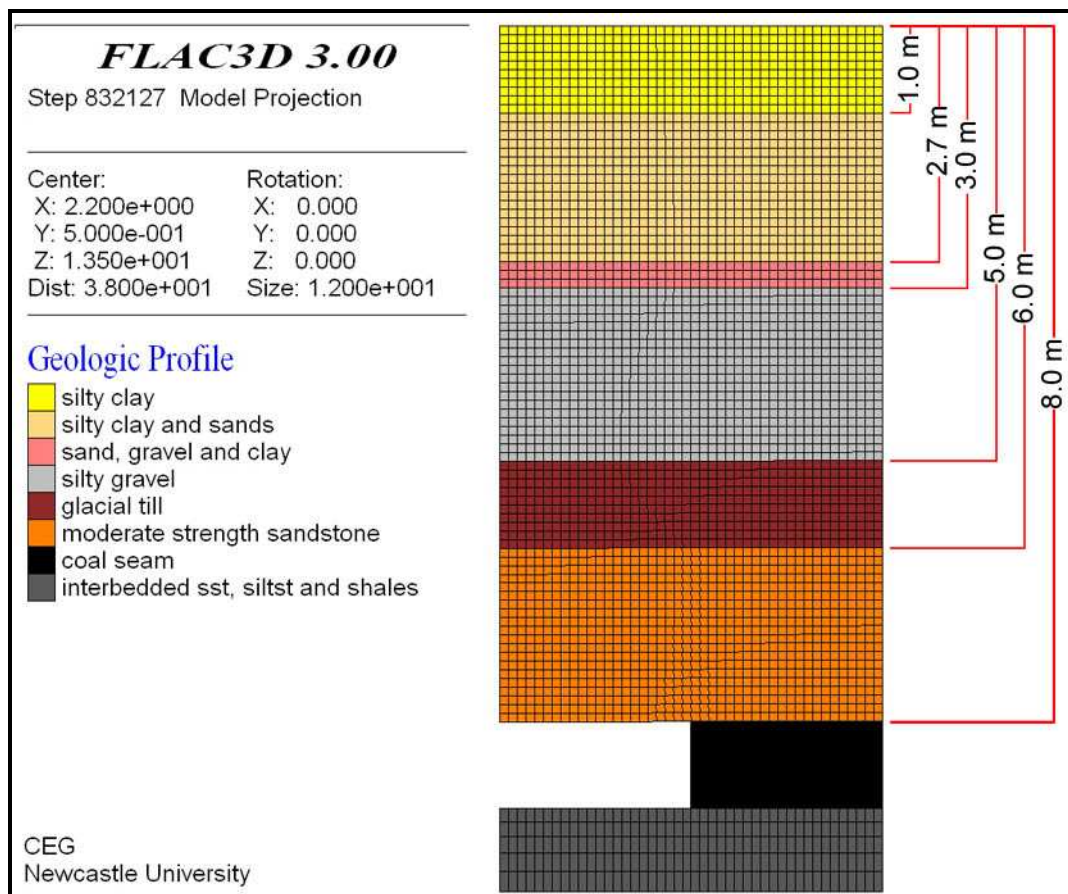 FLAC3D 3.00
Step 832127 Model Projection
Center:
X: 2.200e+000
Y: 5.000e-001
Z: 1.350e+001
Dist: 3.800e+001
Rotation:
X: 0.000
Y: 0.000
Z: 0.000
Size: 1.200e+001
Geologic Profile
silty clay
silty clay and sands
sand, gravel and clay
silty gravel
glacial till
moderate strength sandstone
coal seam
interbedded sst, siltst and shales
CEG
Newcastle University
1.0 m
2.7 m
3.0 m
5.0 m
6.0 m
8.0 m